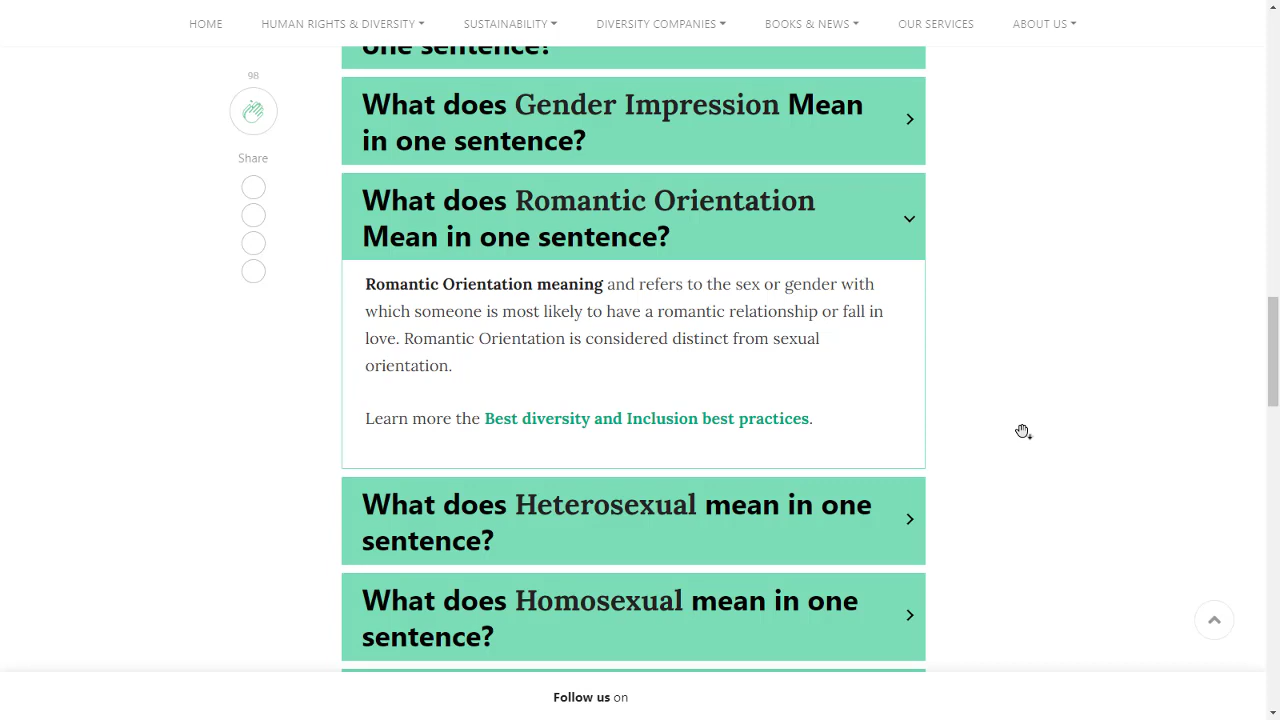 HOME HUMAN RIGHTS & DIVERSITY SUSTAINABILITY DIVERSITY COMPANIES BOOKS & NEWS OUR SERVICES ABOUT US
one sentence?
98
Share
What does Gender Impression Mean
in one sentence?
What does Romantic Orientation
Mean in one sentence?
Romantic Orientation meaning and refers to the sex or gender with
which someone is most likely to have a romantic relationship or fall in
love. Romantic Orientation is considered distinct from sexual
orientation.
Learn more the Best diversity and Inclusion best practices.
What does Heterosexual mean in one
sentence?
What does Homosexual mean in one
sentence?
Follow us on